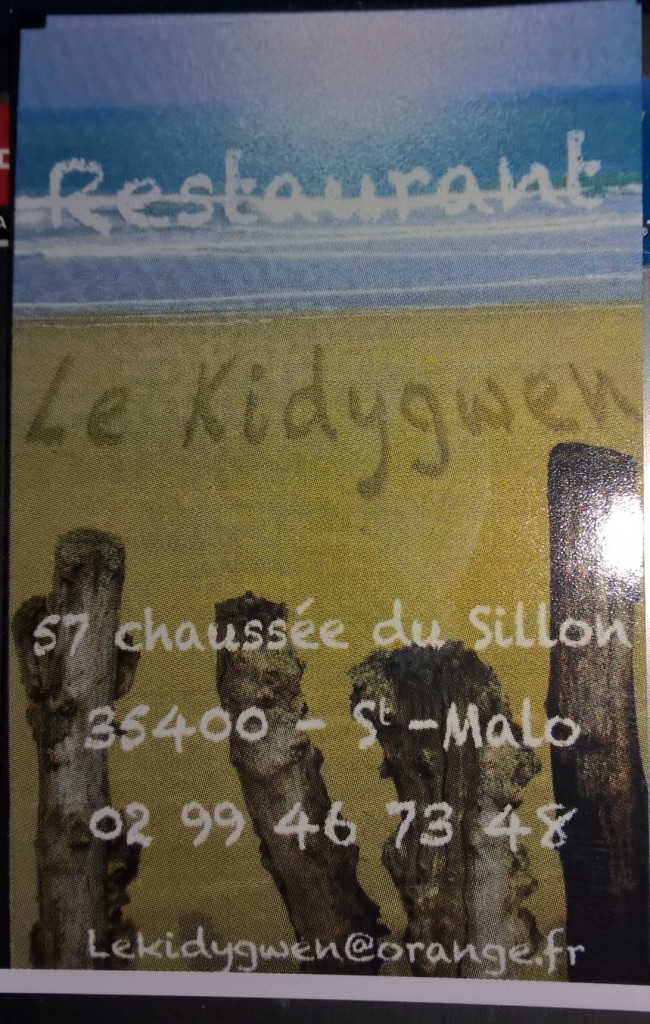 Restaurant
Le Kidygwen
57 chaussée du Sillon
35400 - St -Malo
02 99 46 73 48
Lekidygwen@orange.fr